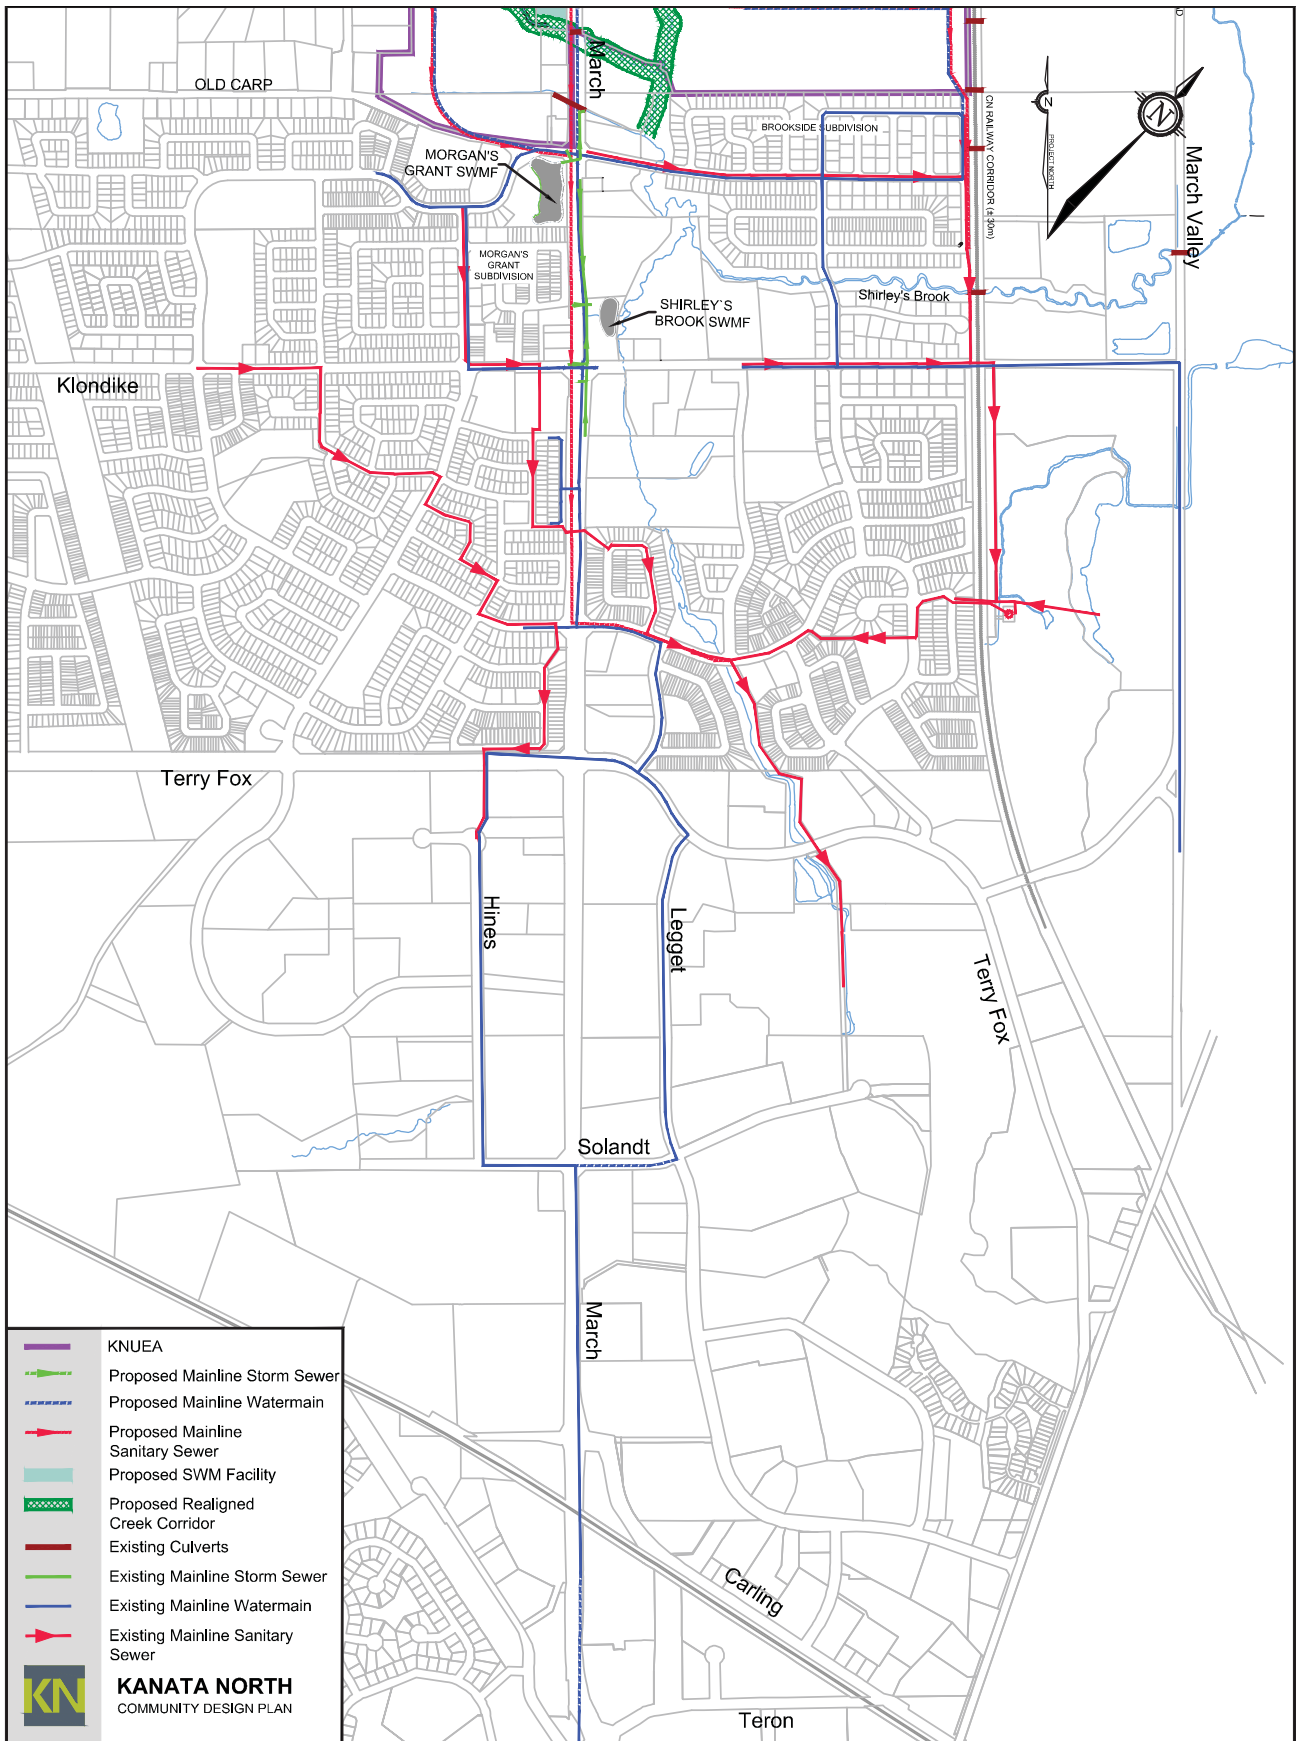 March
OLD CARP
BROOKSIDE SUBDIVISION
MORGAN'S
GRANT SWMF
CN RAILWAY CORRIDOR (± 30m)
N
PROJECT NORTH
N
March Valley
MORGAN'S
GRANT
SUBDIVISION
SHIRLEY'S
BROOK SWMF
Shirley's Brook
Klondike
Terry Fox
Hines
Legget
Terry Fox
Solandt
March
Carling
Teron
KNUEA
Proposed Mainline Storm Sewer
Proposed Mainline Watermain
Proposed Mainline
Sanitary Sewer
Proposed SWM Facility
Proposed Realigned
Creek Corridor
Existing Culverts
Existing Mainline Storm Sewer
Existing Mainline Watermain
Existing Mainline Sanitary
Sewer
KN
KANATA NORTH
COMMUNITY DESIGN PLAN